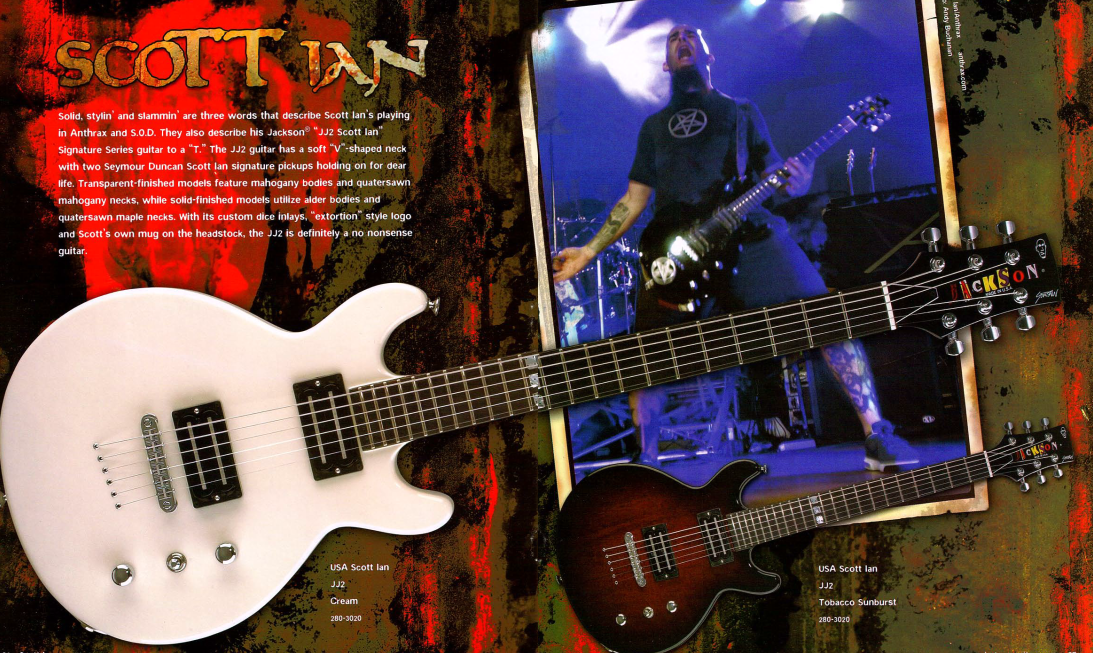 SCOTT IAN
Solid, stylin' and slammin' are three words that describe Scott Ian's playing
in Anthrax and S.O.D. They also describe his Jackson® "JJ2 Scott Ian"
Signature Series guitar to a "T." The JJ2 guitar has a soft "V"-shaped neck
with two Seymour Duncan Scott Ian signature pickups holding on for dear
life. Transparent-finished models feature mahogany bodies and quatersawn
mahogany necks, while solid-finished models utilize alder bodies and
quatersawn maple necks. With its custom dice inlays, "extortion" style logo
and Scott's own mug on the headstock, the JJ2 is definitely a no nonsense
guitar.
Ian/Anthrax anthrax.com
Andy Buchanan
JACKSON
JACKSON
USA Scott Ian
JJ2
Cream
280-3020
USA Scott Ian
JJ2
Tobacco Sunburst
280-3020